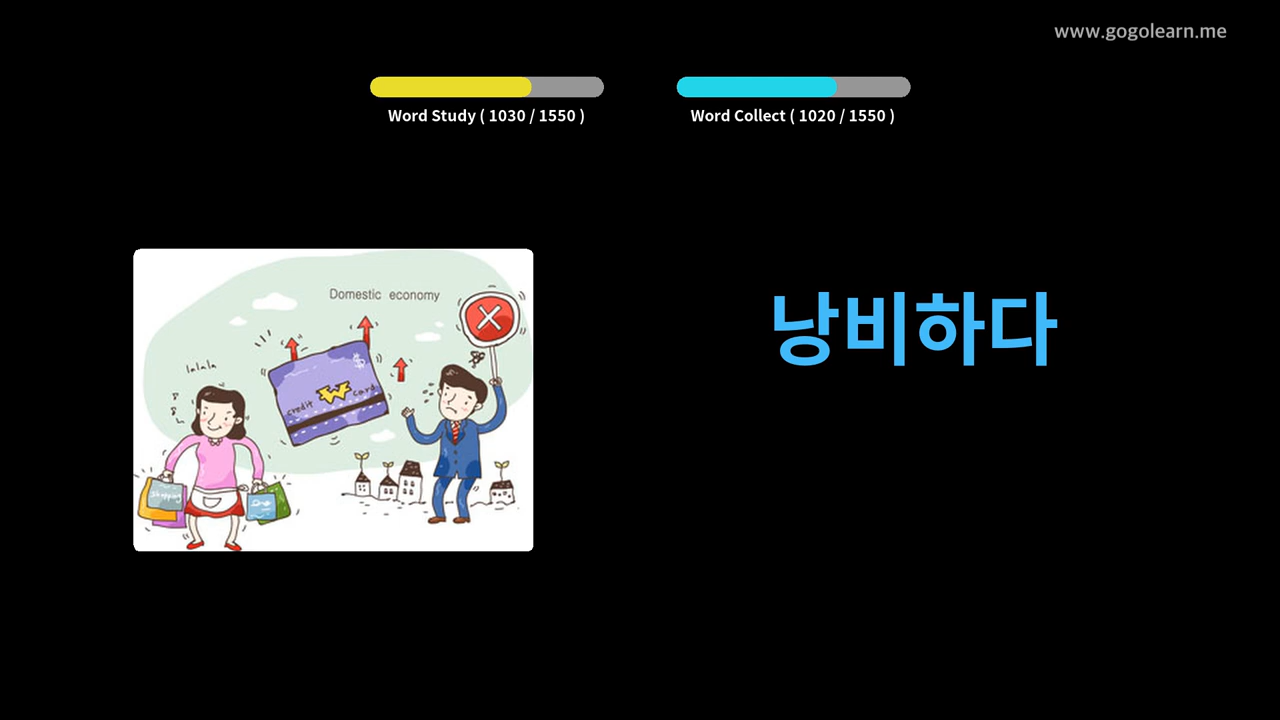 www.gogolearn.me
Word Study ( 1030 / 1550 )
Word Collect ( 1020 / 1550 )
Domestic economy
lalala
credit W card
$
Shopping
낭비하다